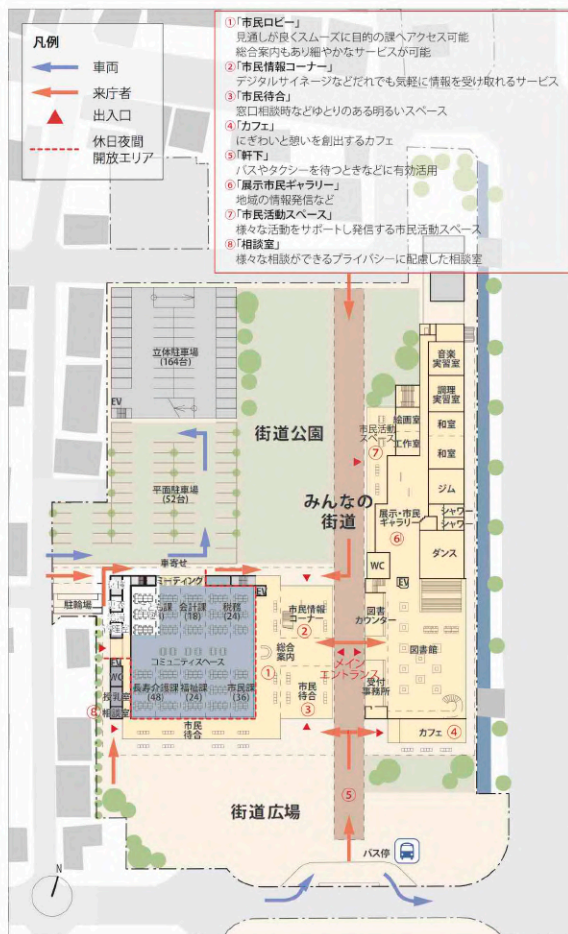 凡例
車両
来庁者
出入口
休日夜間
開放エリア
①「市民ロビー」
見通しが良くスムーズに目的の課へアクセス可能
総合案内もあり細やかなサービスが可能
②「市民情報コーナー」
デジタルサイネージなどだれでも気軽に情報を受け取れるサービス
③「市民待合」
窓口相談時などゆとりのある明るいスペース
④「カフェ」
にぎわいと憩いを創出するカフェ
⑤「軒下」
バスやタクシーを待つときなどに有効活用
⑥「展示市民ギャラリー」
地域の情報発信など
⑦「市民活動スペース」
様々な活動をサポートし発信する市民活動スペース
⑧「相談室」
様々な相談ができるプライバシーに配慮した相談室
立体駐車場
(164台)
EV
街道公園
平面駐車場
(52台)
車寄せ
駐輪場
音楽
実習室
調理
実習室
絵画室
工作室
市民活動
スペース
⑦
和室
和室
ジム
シャワー
シャワー
みんなの
街道
展示・市民
ギャラリー
⑥
ダンス
WC
EV
ミーティング
会計課
(18)
税務
(24)
EV
市民情報
コーナー
②
図書
カウンター
図書館
コミュニティスペース
総合
案内
①
メイン
エントランス
EV
WC
授乳室
⑧
相談室
長寿介護課
(48)
福祉課
(24)
市民課
(36)
市民
待合
③
受付
事務所
市民
待合
カフェ
④
街道広場
⑤
バス停
N